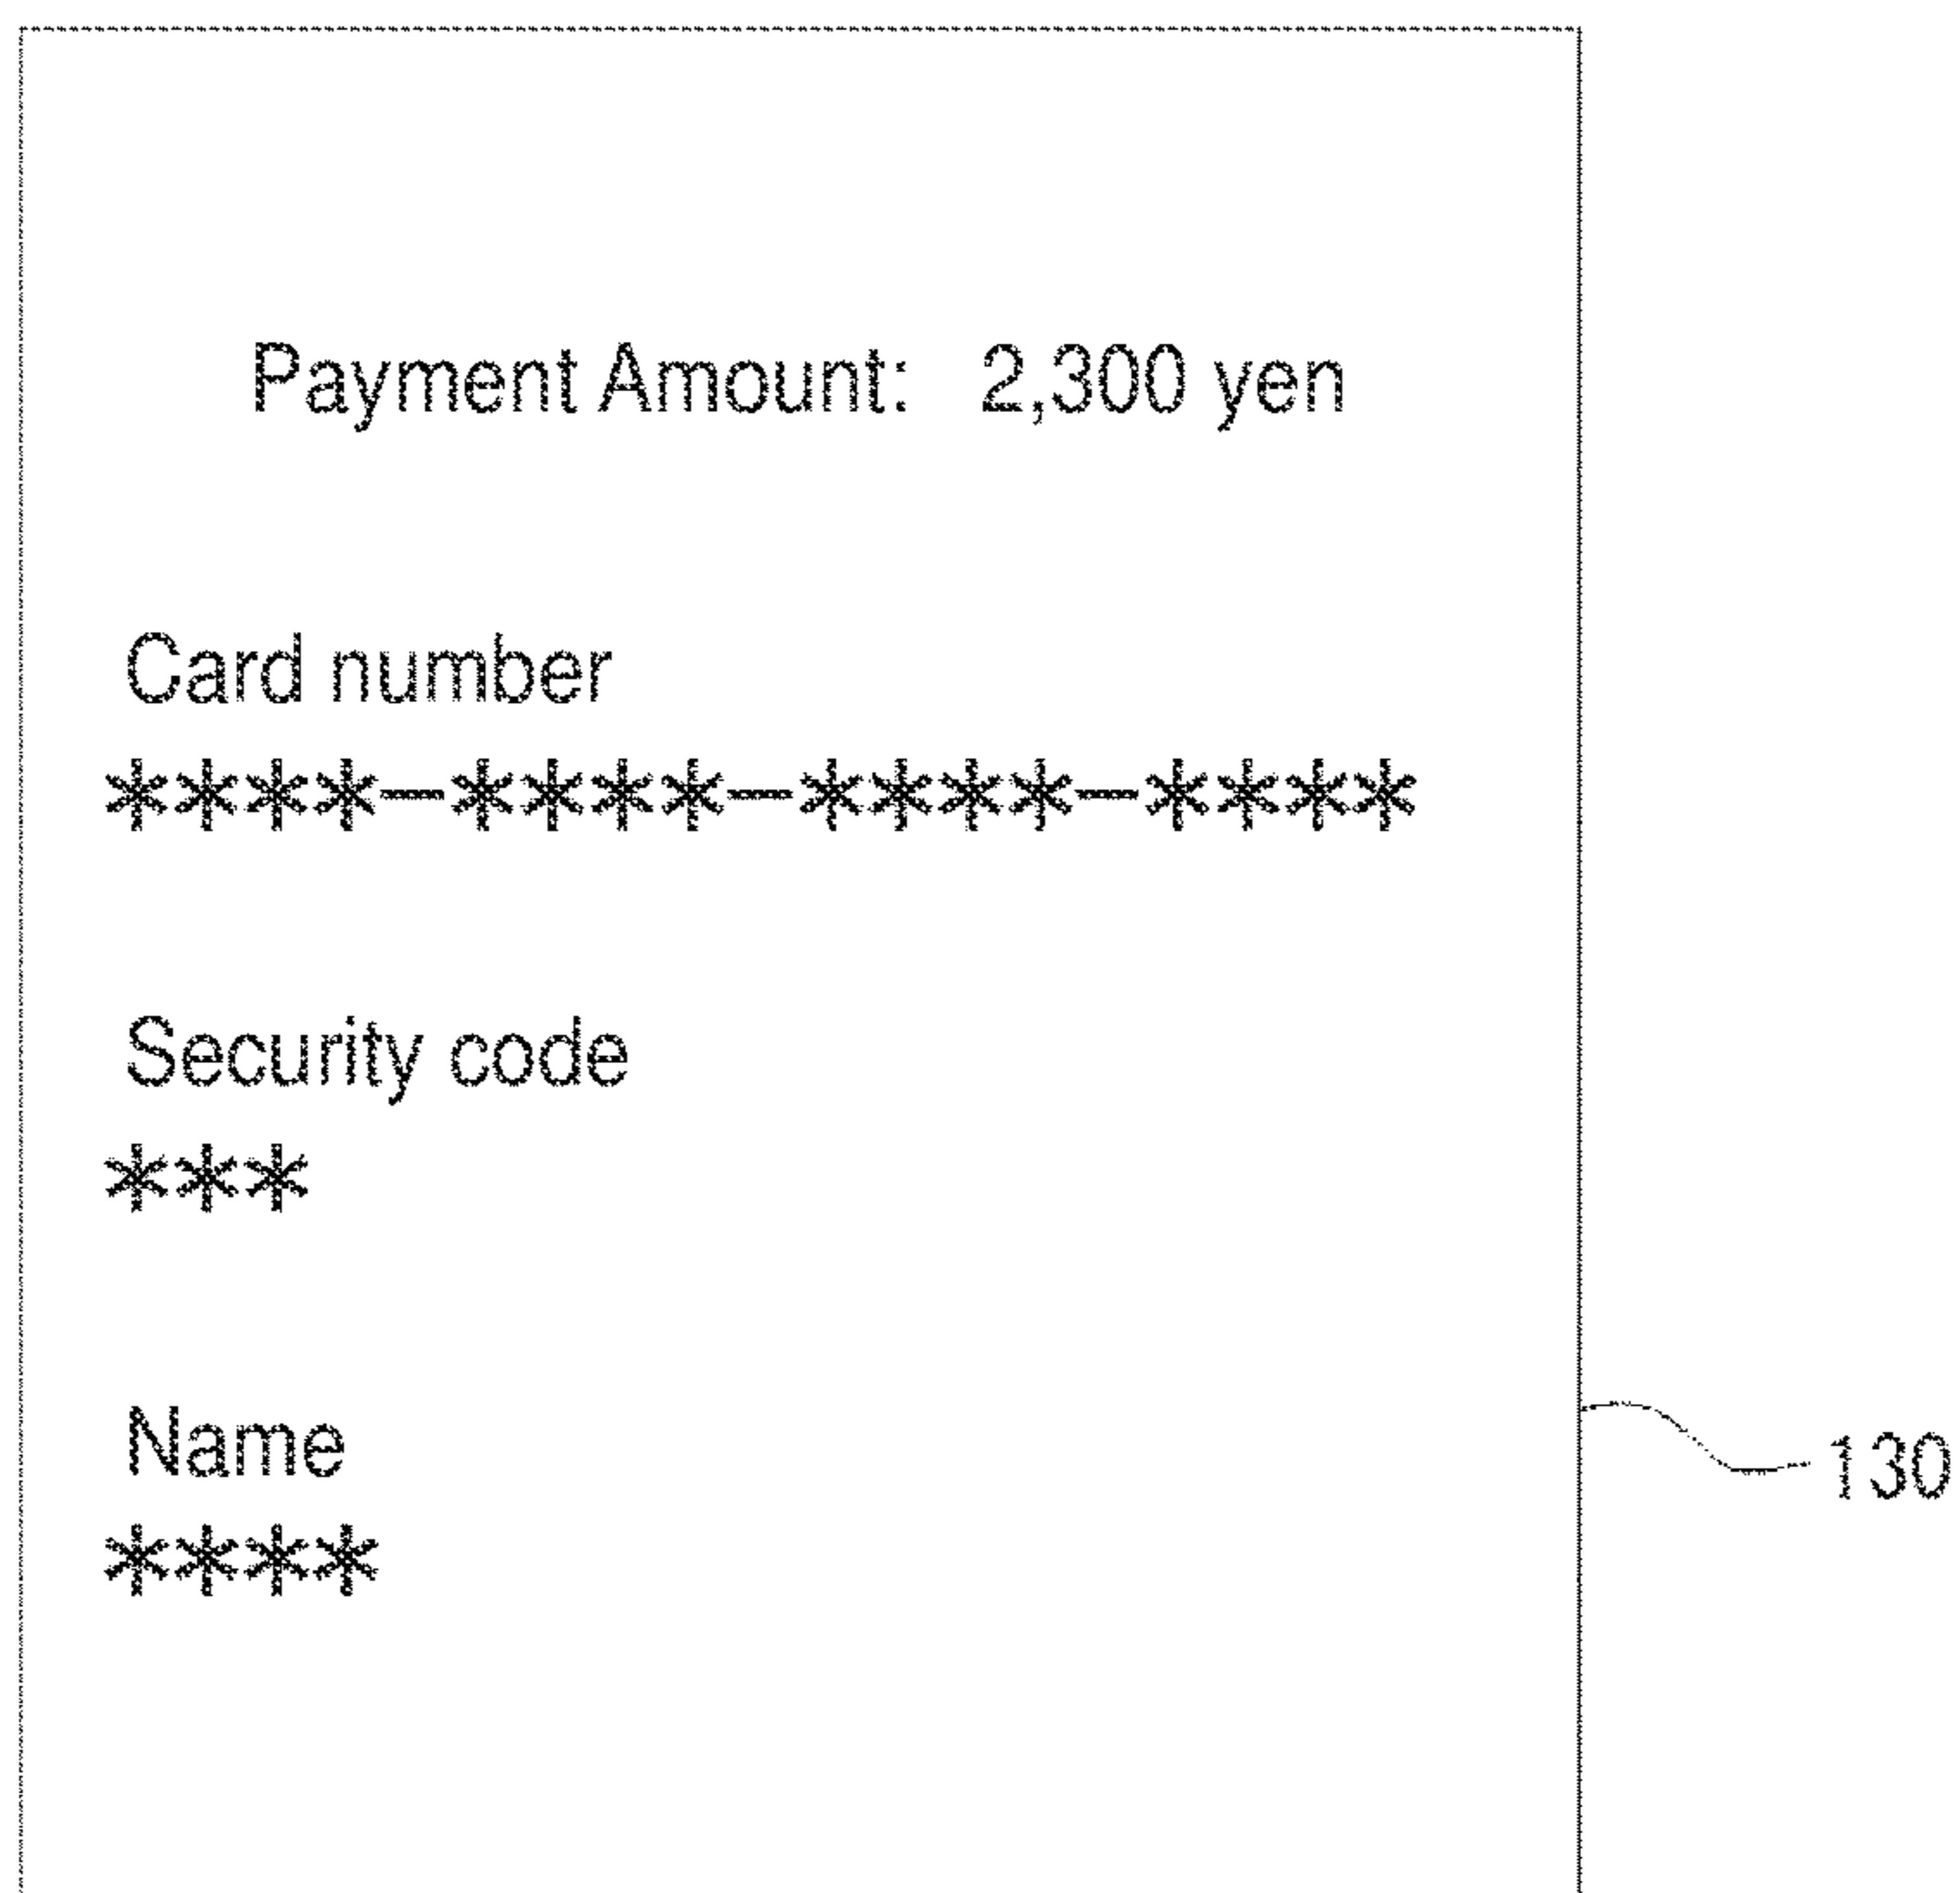 Payment Amount: 2,300 yen
Card number
****-****-****-****
Security code
***
Name
****
130